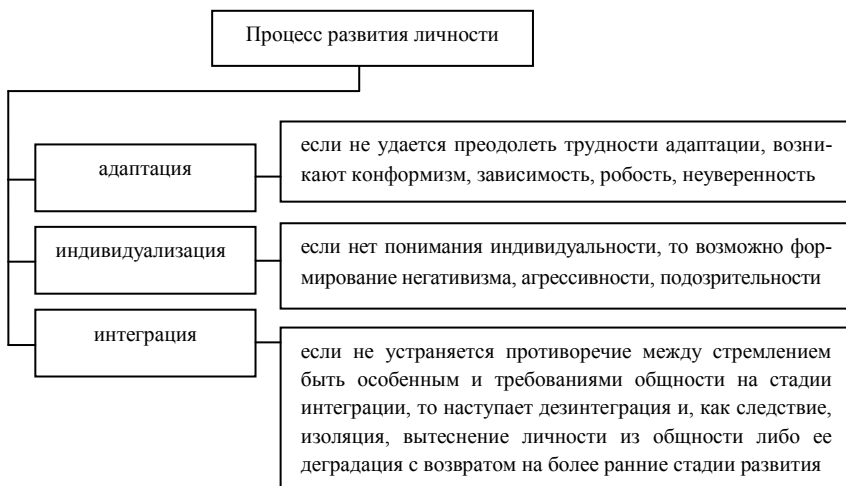 Процесс развития личности
адаптация
если не удается преодолеть трудности адаптации, возни-
кают конформизм, зависимость, робость, неуверенность
индивидуализация
если нет понимания индивидуальности, то возможно фор-
мирование негативизма, агрессивности, подозрительности
интеграция
если не устраняется противоречие между стремлением
быть особенным и требованиями общности на стадии
интеграции, то наступает дезинтеграция и, как следствие,
изоляция, вытеснение личности из общности либо ее
деградация с возвратом на более ранние стадии развития